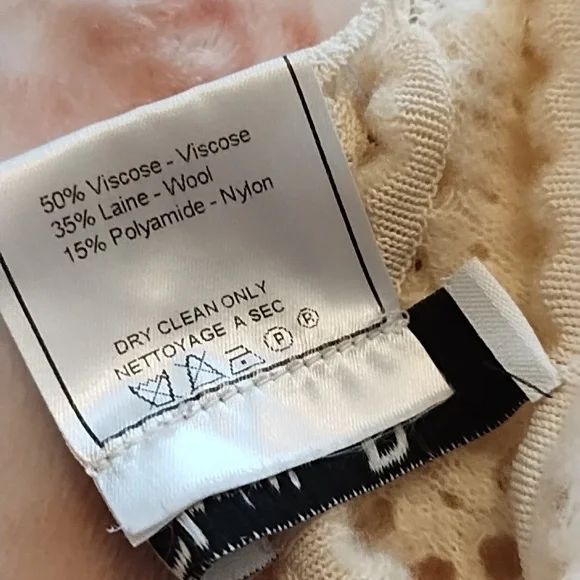 50% Viscose - Viscose
35% Laine - Wool
15% Polyamide - Nylon
DRY CLEAN ONLY
NETTOYAGE A SEC
P ®